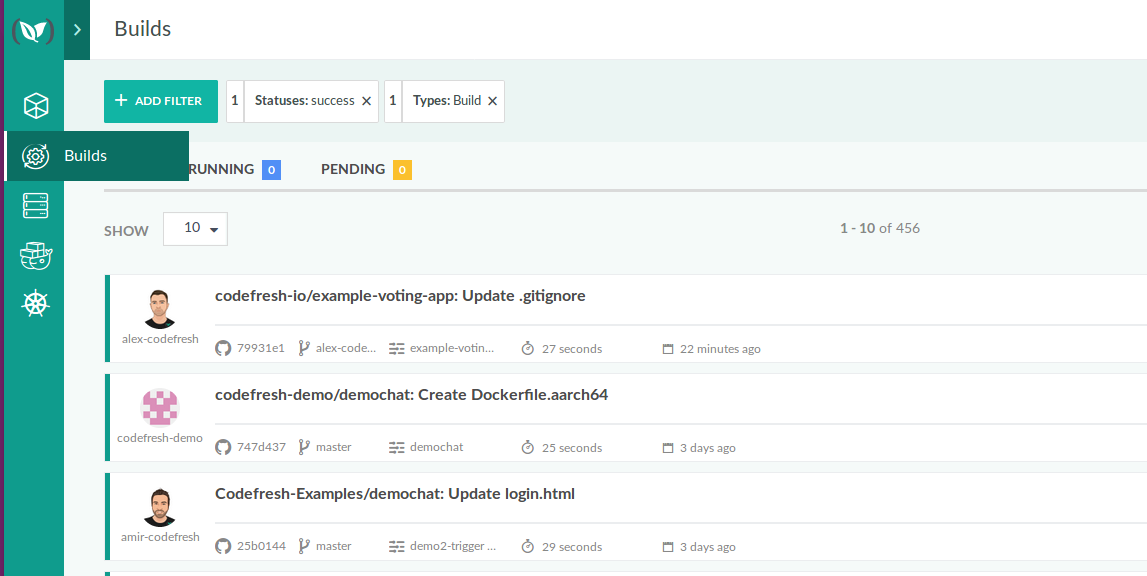 Builds
+ ADD FILTER 1 Statuses: success × 1 Types: Build ×
Builds
RUNNING 0 PENDING 0
SHOW 10 1 - 10 of 456
codefresh-io/example-voting-app: Update .gitignore
alex-codefresh
79931e1 alex-code... example-votin... 27 seconds 22 minutes ago
codefresh-demo/demochat: Create Dockerfile.aarch64
codefresh-demo
747d437 master demochat 25 seconds 3 days ago
Codefresh-Examples/demochat: Update login.html
amir-codefresh
25b0144 master demo2-trigger ... 29 seconds 3 days ago